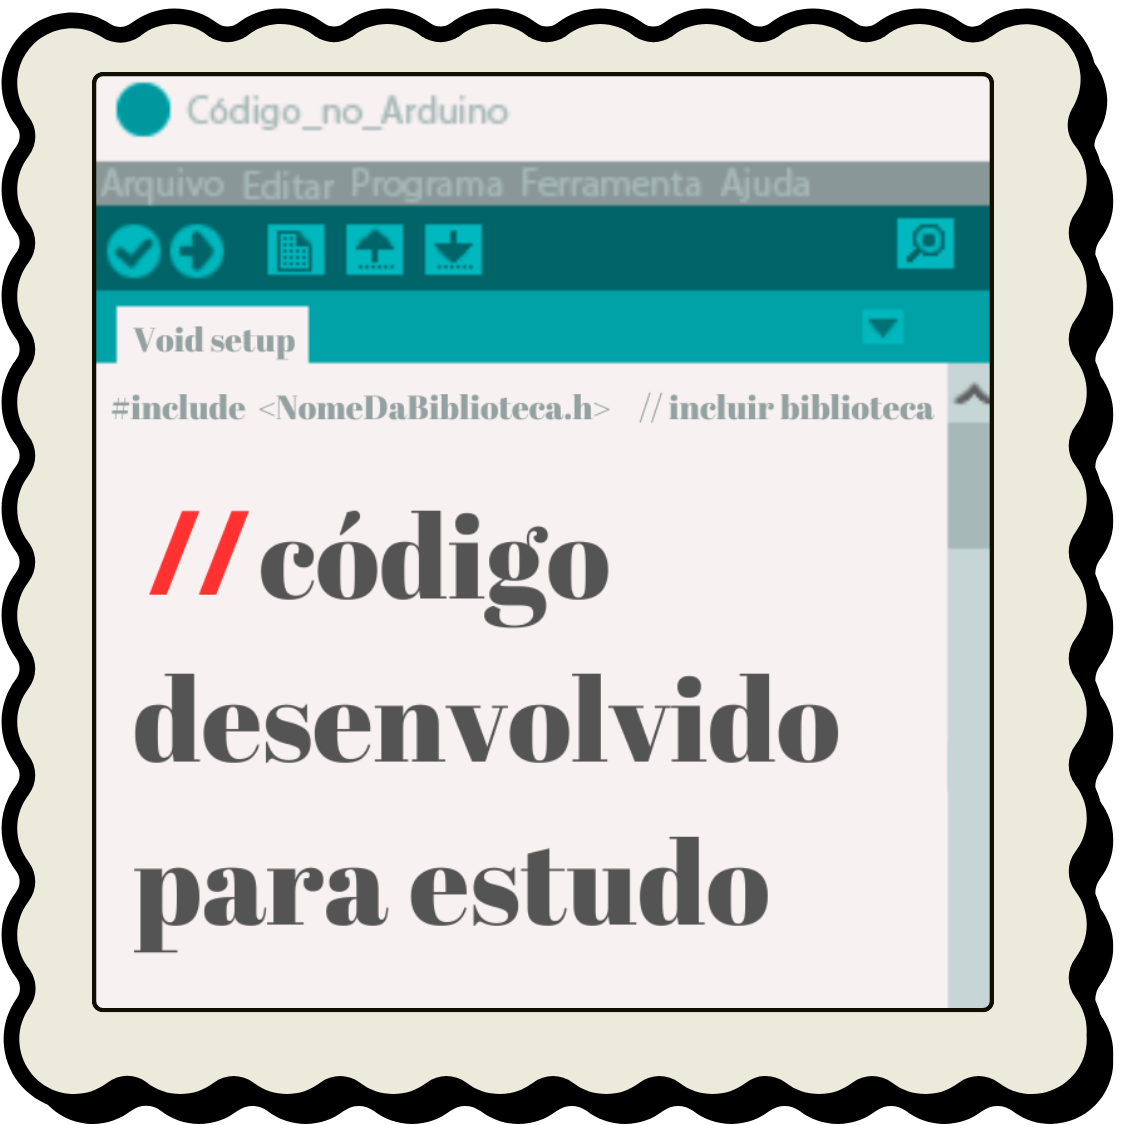 Código_no_Arduino
Arquivo Editar Programa Ferramenta Ajuda
Void setup
#include <NomeDaBiblioteca.h> // incluir biblioteca
// código
desenvolvido
para estudo